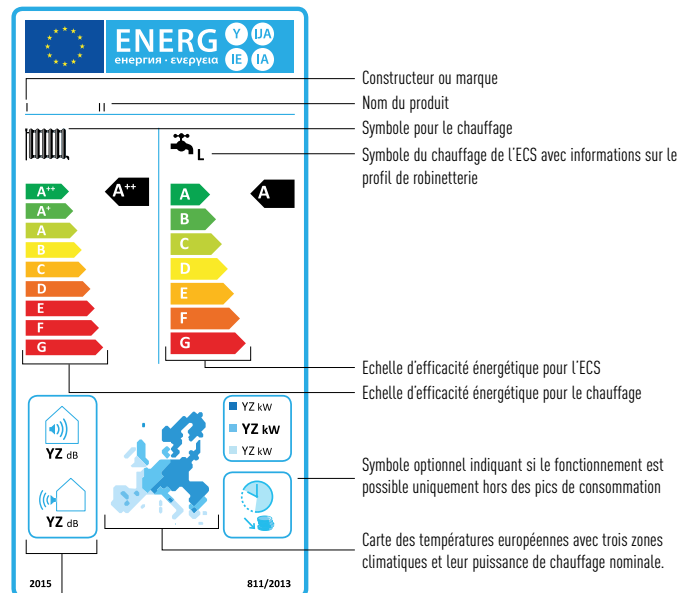 ENERG Y IJA
енергия · ενεργεια IE IA
Constructeur ou marque
I II
Nom du produit
Symbole pour le chauffage
L
Symbole du chauffage de l'ECS avec informations sur le
profil de robinetterie
A++ A++
A+
A
B
C
D
E
F
G
A A
B
C
D
E
F
G
Echelle d'efficacité énergétique pour l'ECS
Echelle d'efficacité énergétique pour le chauffage
YZ dB
YZ dB
YZ kW
YZ kW
YZ kW
Symbole optionnel indiquant si le fonctionnement est
possible uniquement hors des pics de consommation
Carte des températures européennes avec trois zones
climatiques et leur puissance de chauffage nominale.
2015 811/2013